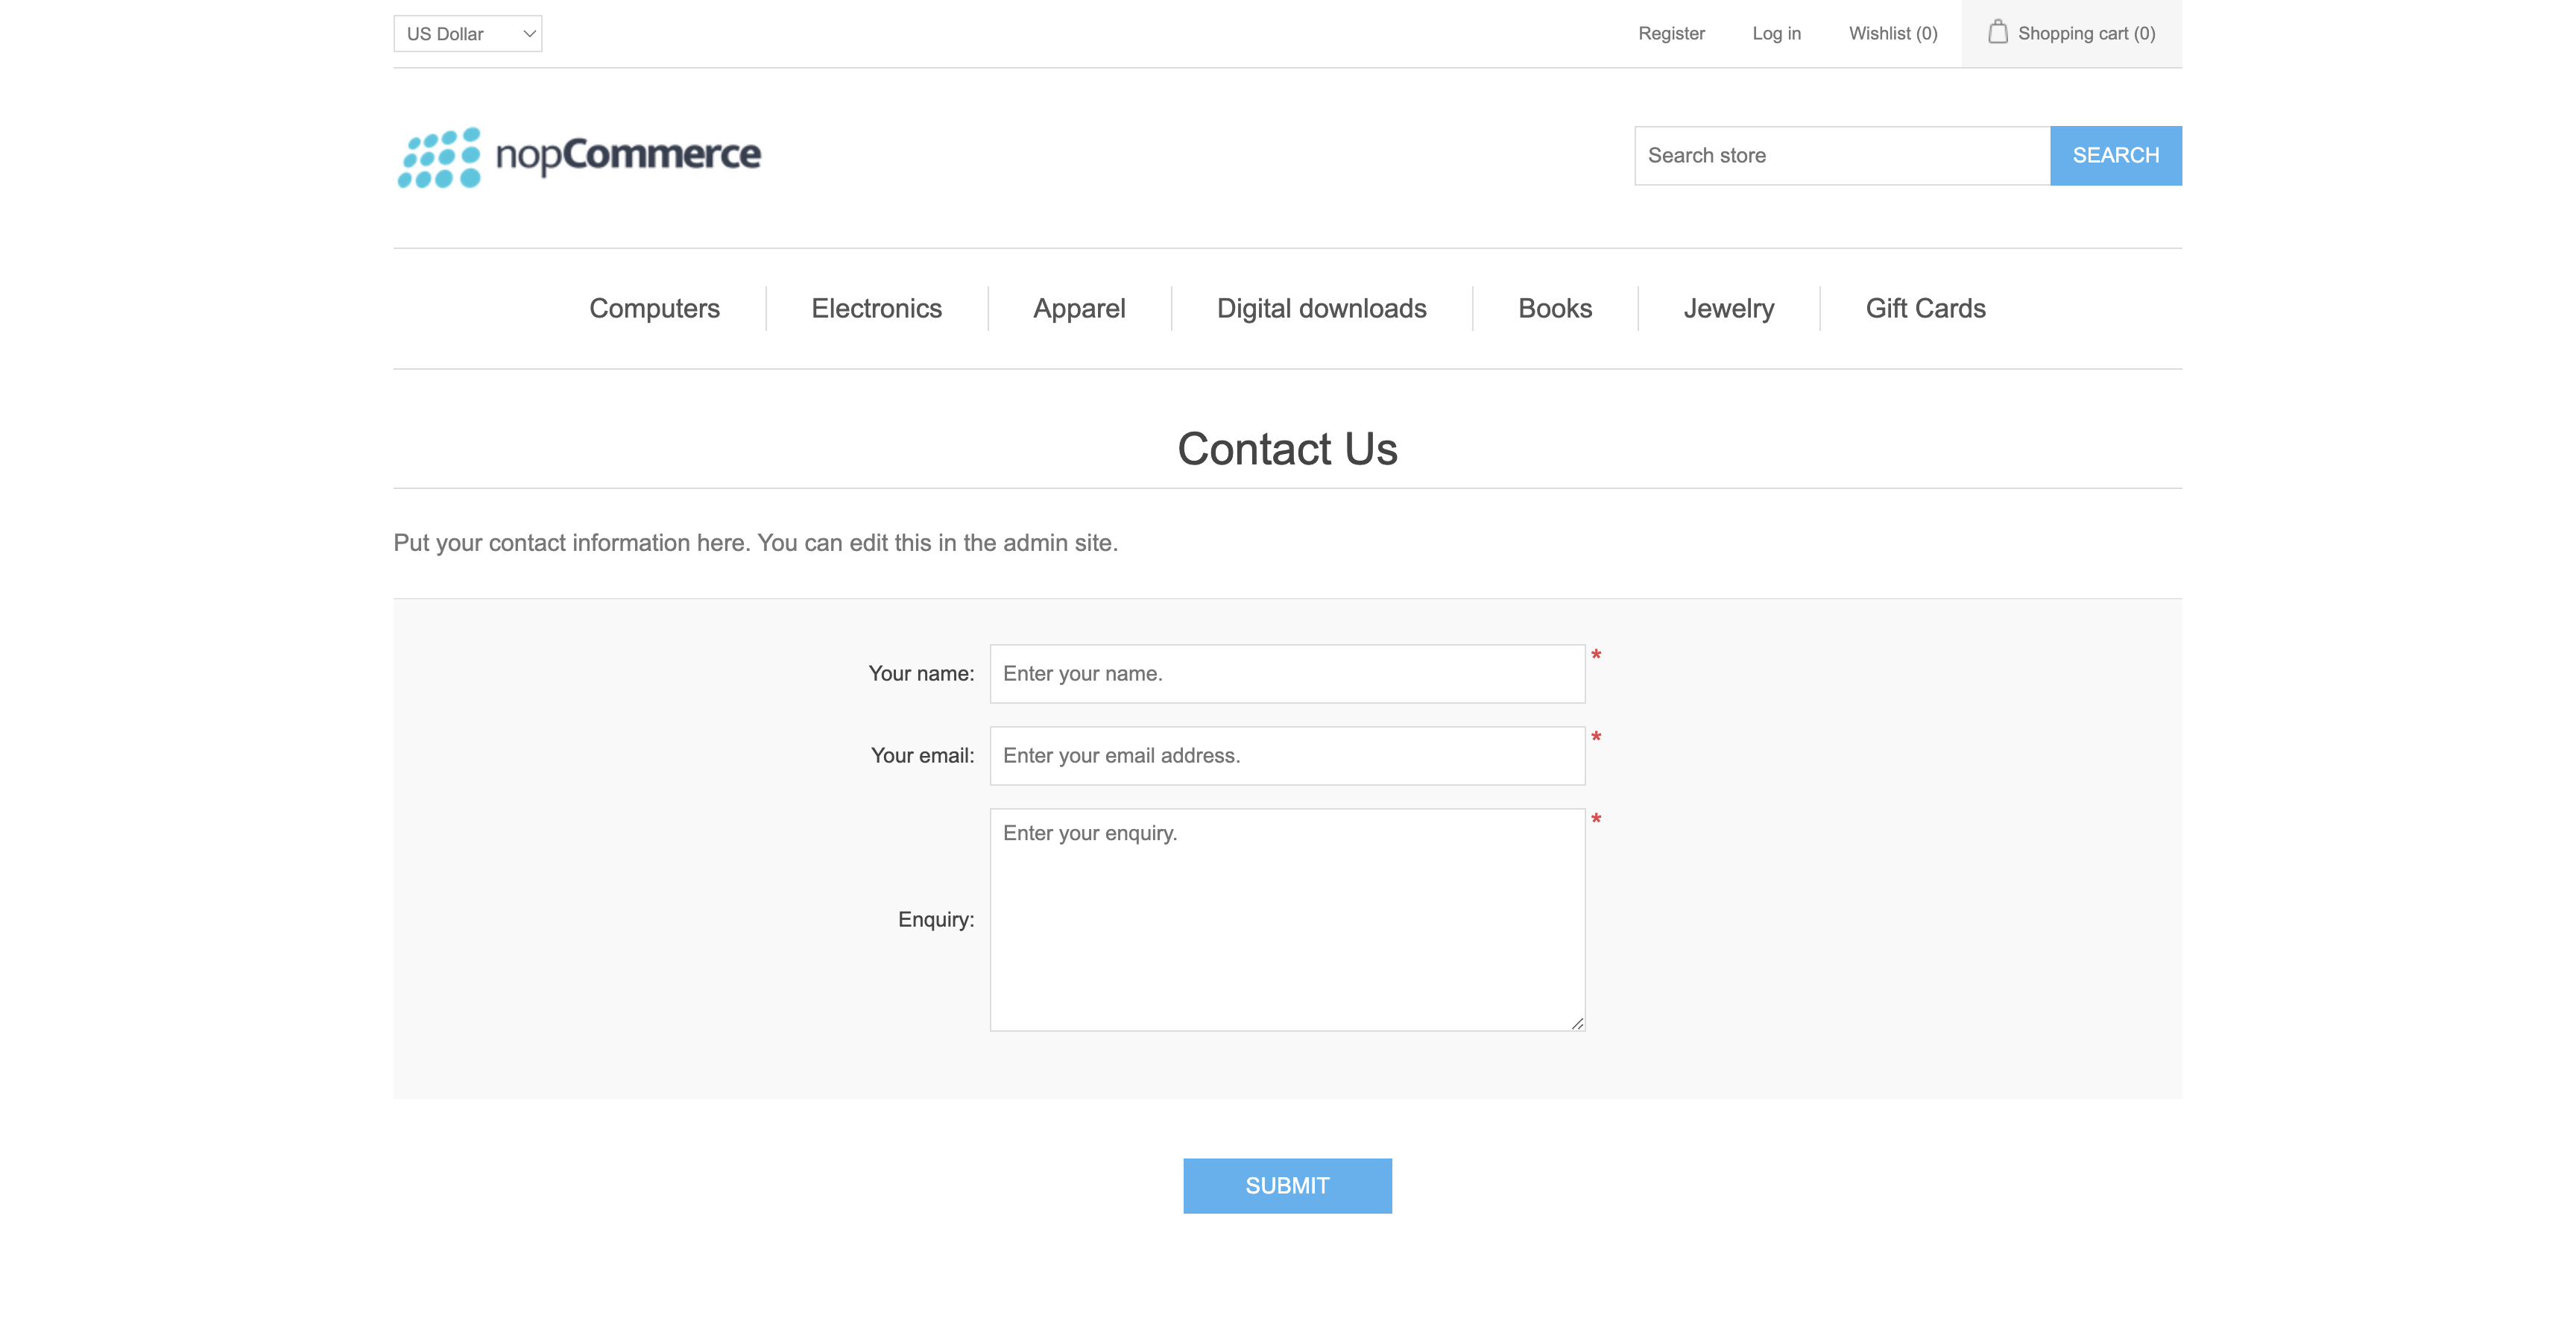 US Dollar
Register
Log in
Wishlist (0)
Shopping cart (0)
nopCommerce
Search store
SEARCH
Computers
Electronics
Apparel
Digital downloads
Books
Jewelry
Gift Cards
Contact Us
Put your contact information here. You can edit this in the admin site.
Your name:
Enter your name.
*
Your email:
Enter your email address.
*
Enquiry:
Enter your enquiry.
*
SUBMIT